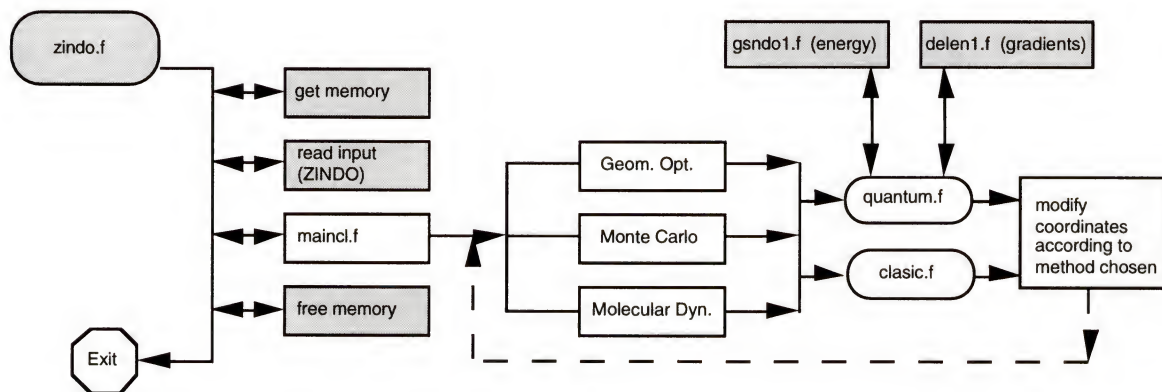 zindo.f
get memory
read input
(ZINDO)
maincl.f
free memory
Exit
Geom. Opt.
Monte Carlo
Molecular Dyn.
gsndo1.f (energy)
delen1.f (gradients)
quantum.f
clasic.f
modify
coordinates
according to
method chosen